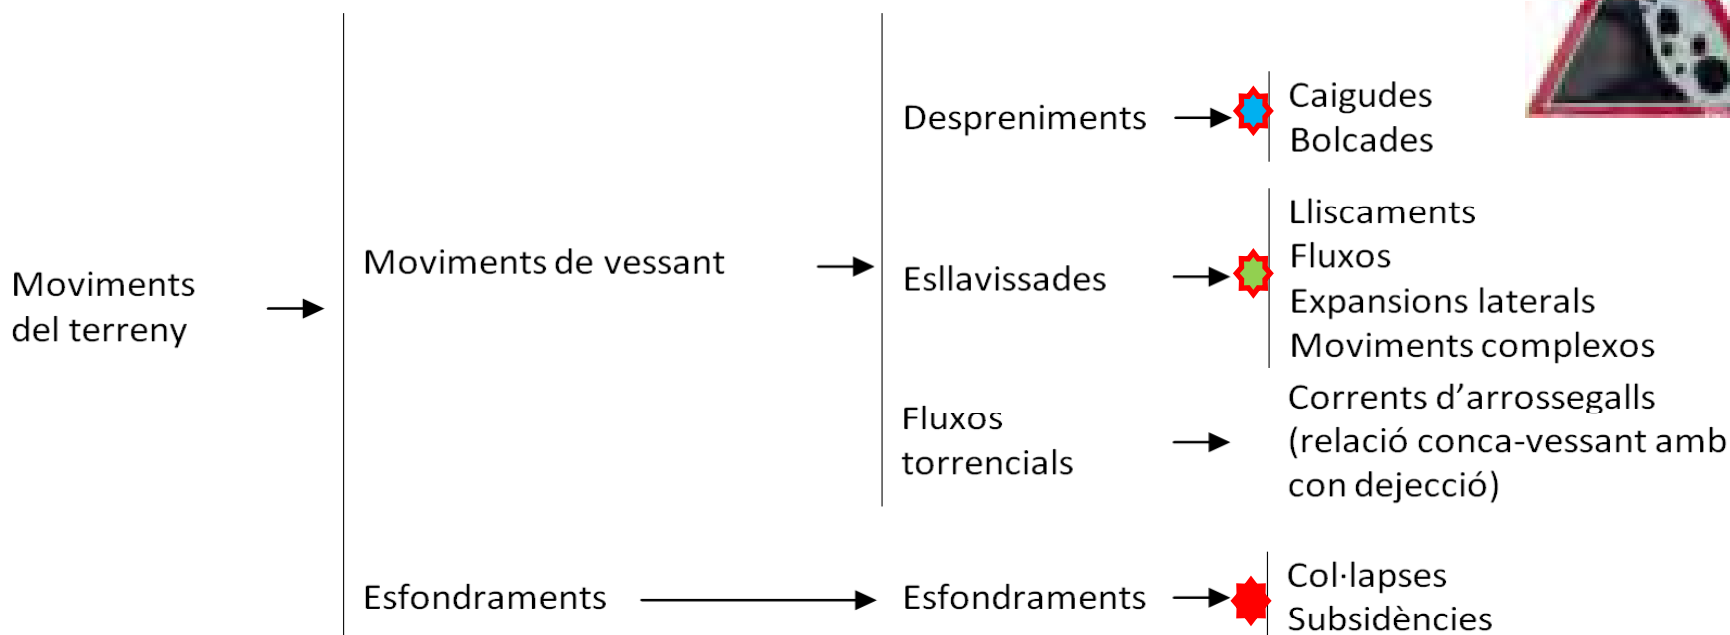 Moviments
del terreny
Moviments de vessant
Despreniments
Caigudes
Bolcades
Esllavissades
Lliscaments
Fluxos
Expansions laterals
Moviments complexos
Fluxos
torrencials
Corrents d’arrossegalls
(relació conca-vessant amb
con dejecció)
Esfondraments
Esfondraments
Col·lapses
Subsidències